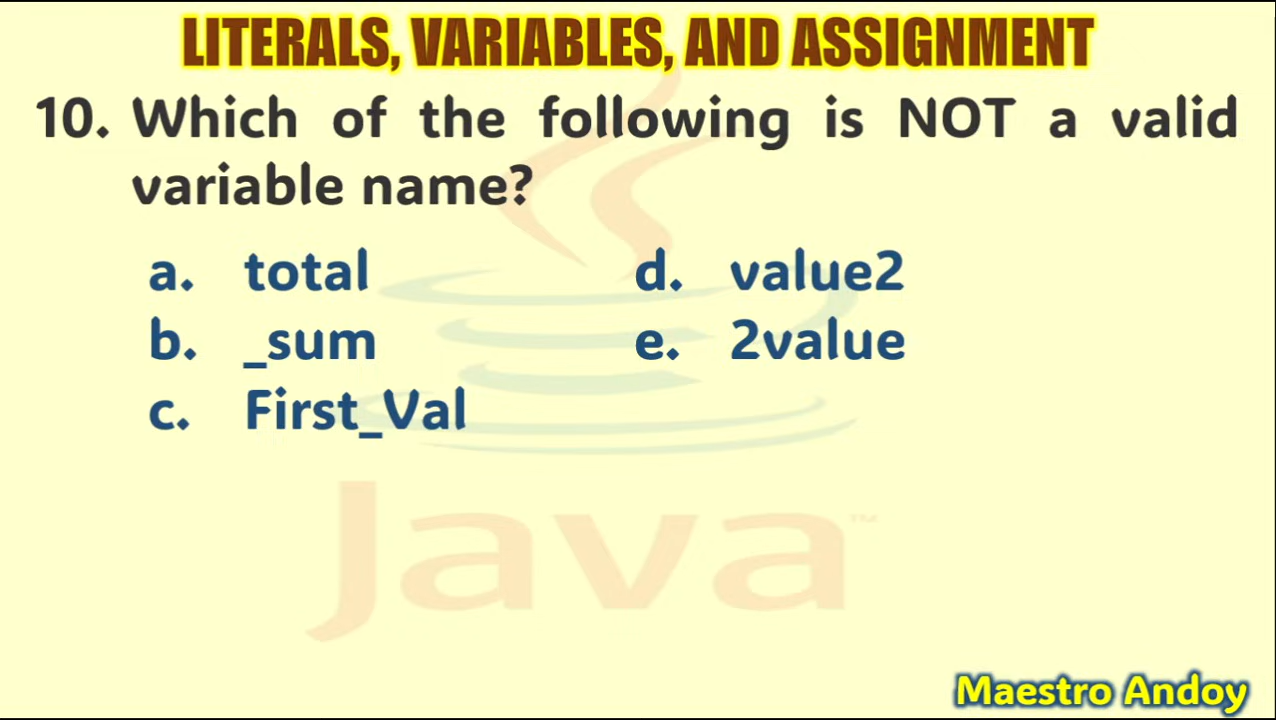 LITERALS, VARIABLES, AND ASSIGNMENT
10. Which of the following is NOT a valid
variable name?
a. total
b. _sum
c. First_Val
d. value2
e. 2value
Java™
Maestro Andoy